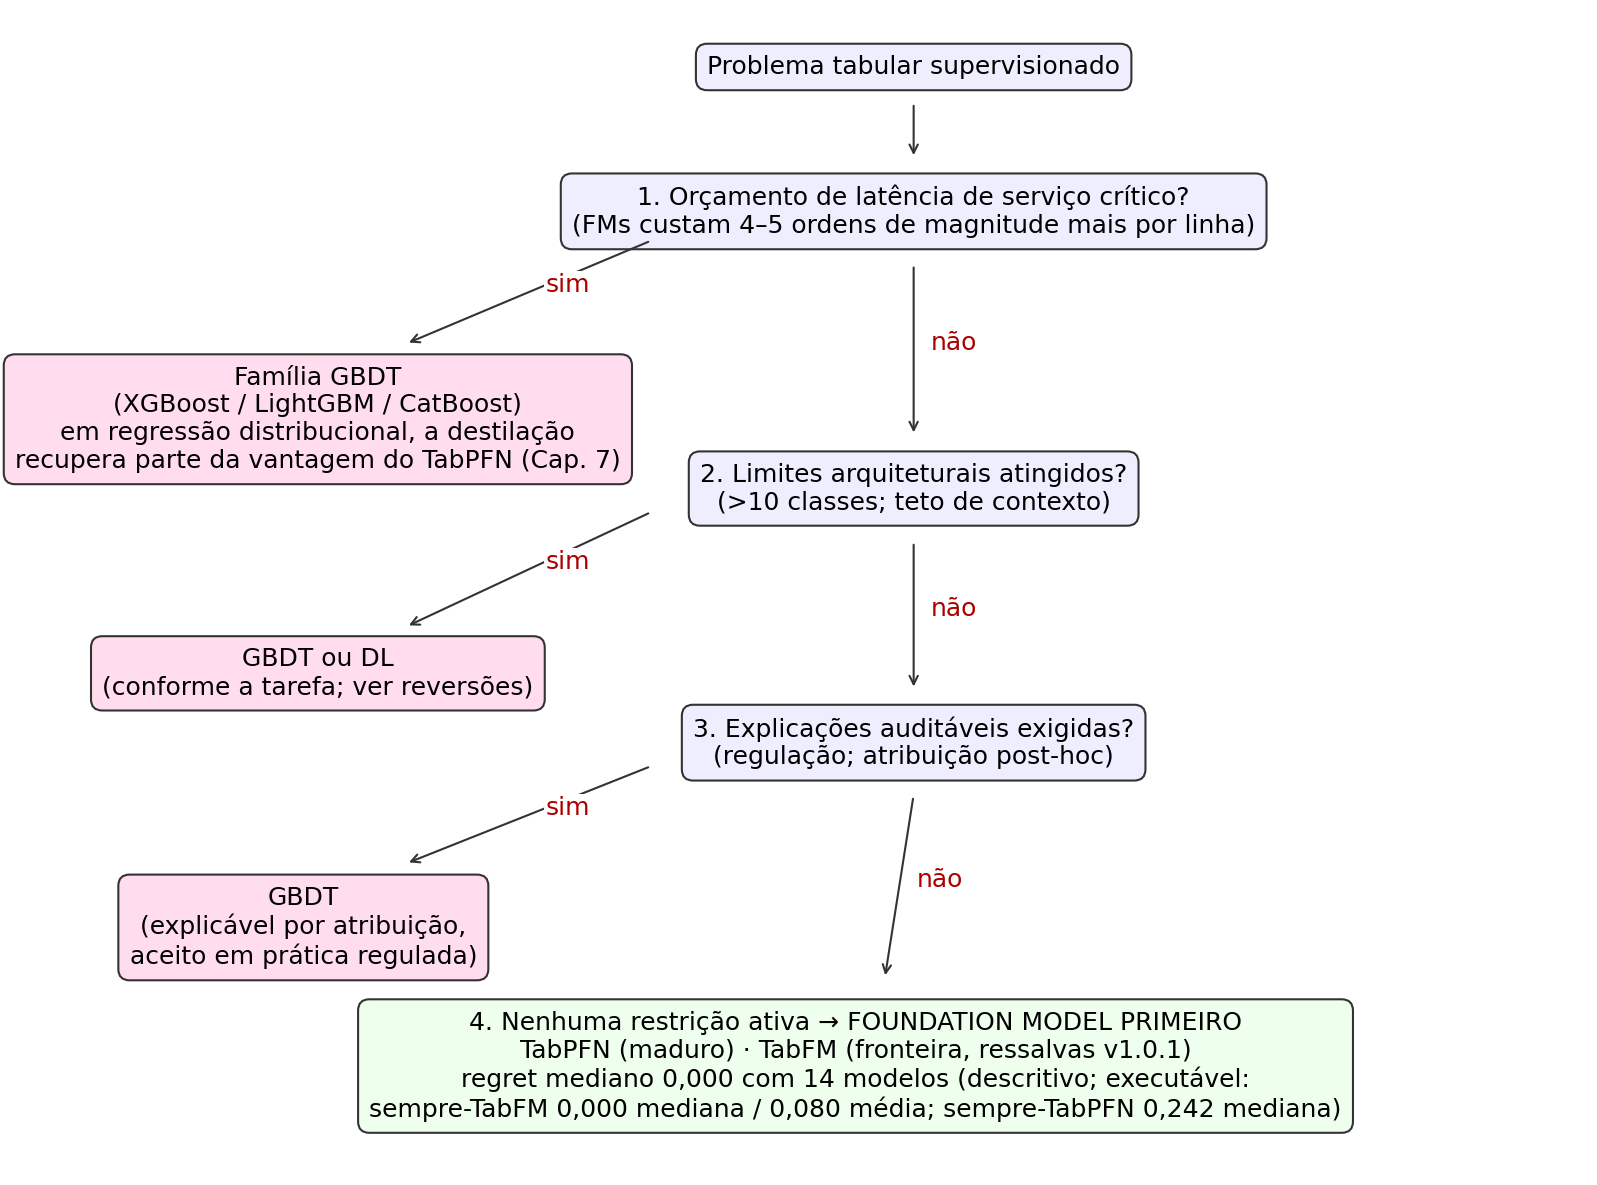 Problema tabular supervisionado
1. Orçamento de latência de serviço crítico?
(FMs custam 4–5 ordens de magnitude mais por linha)
sim
não
Família GBDT
(XGBoost / LightGBM / CatBoost)
em regressão distribucional, a destilação
recupera parte da vantagem do TabPFN (Cap. 7)
2. Limites arquiteturais atingidos?
(>10 classes; teto de contexto)
sim
não
GBDT ou DL
(conforme a tarefa; ver reversões)
3. Explicações auditáveis exigidas?
(regulação; atribuição post-hoc)
sim
não
GBDT
(explicável por atribuição,
aceito em prática regulada)
4. Nenhuma restrição ativa → FOUNDATION MODEL PRIMEIRO
TabPFN (maduro) · TabFM (fronteira, ressalvas v1.0.1)
regret mediano 0,000 com 14 modelos (descritivo; executável:
sempre-TabFM 0,000 mediana / 0,080 média; sempre-TabPFN 0,242 mediana)